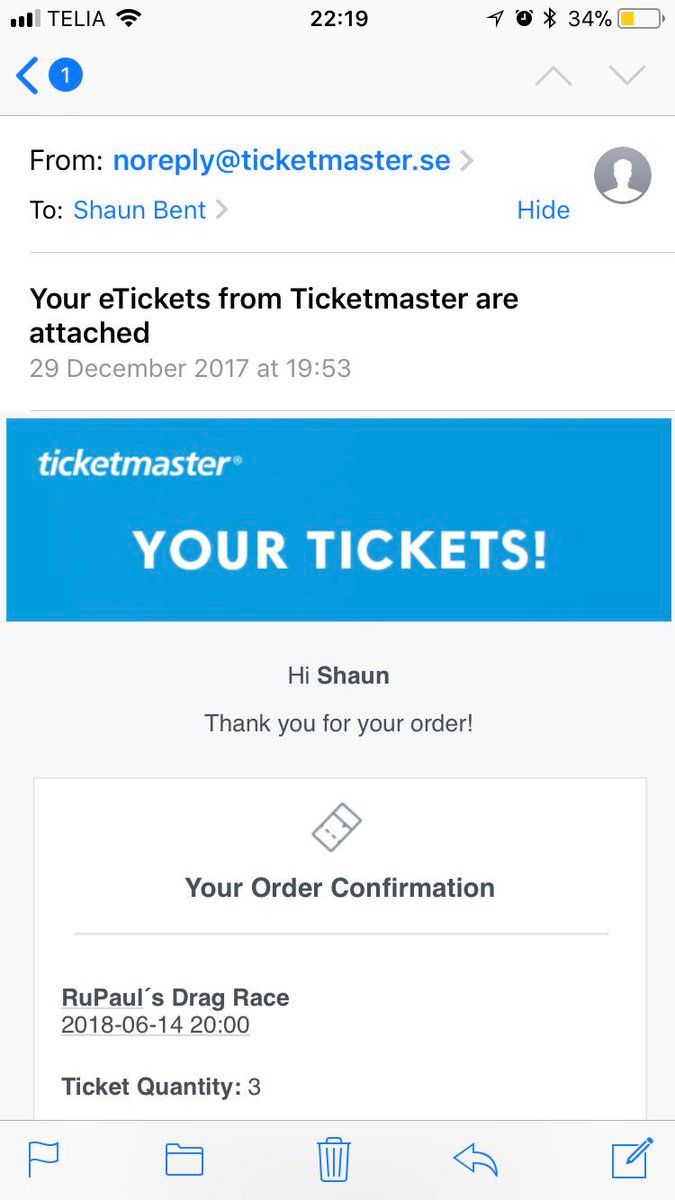 TELIA 22:19 34%
1
From: noreply@ticketmaster.se
To: Shaun Bent Hide
Your eTickets from Ticketmaster are
attached
29 December 2017 at 19:53
ticketmaster®
YOUR TICKETS!
Hi Shaun
Thank you for your order!
Your Order Confirmation
RuPaul´s Drag Race
2018-06-14 20:00
Ticket Quantity: 3